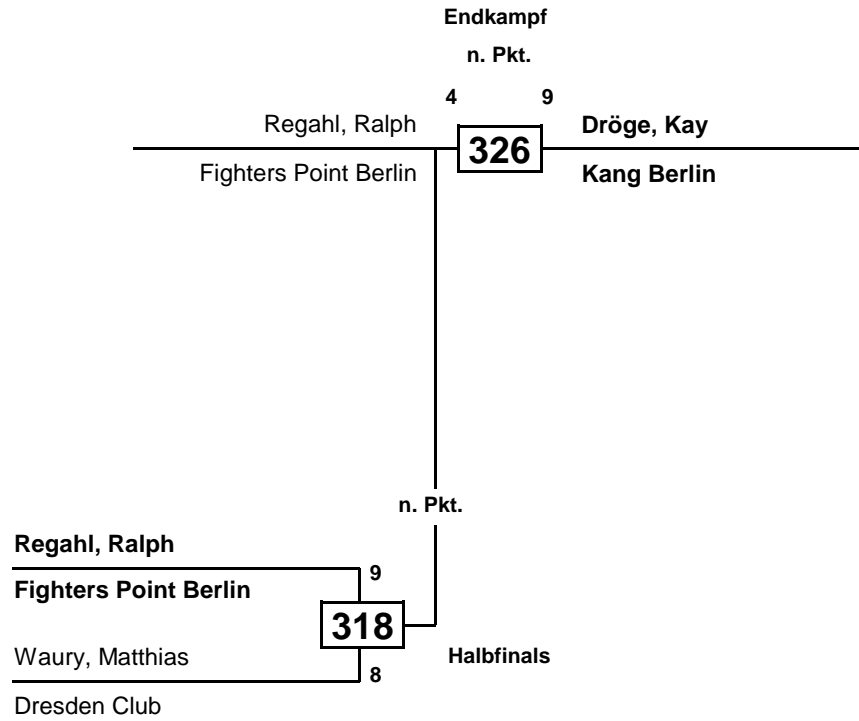 Endkampf
n. Pkt.
4 9
Regahl, Ralph 326 Dröge, Kay
Fighters Point Berlin Kang Berlin
n. Pkt.
Regahl, Ralph
9
Fighters Point Berlin
318
Waury, Matthias Halbfinals
8
Dresden Club